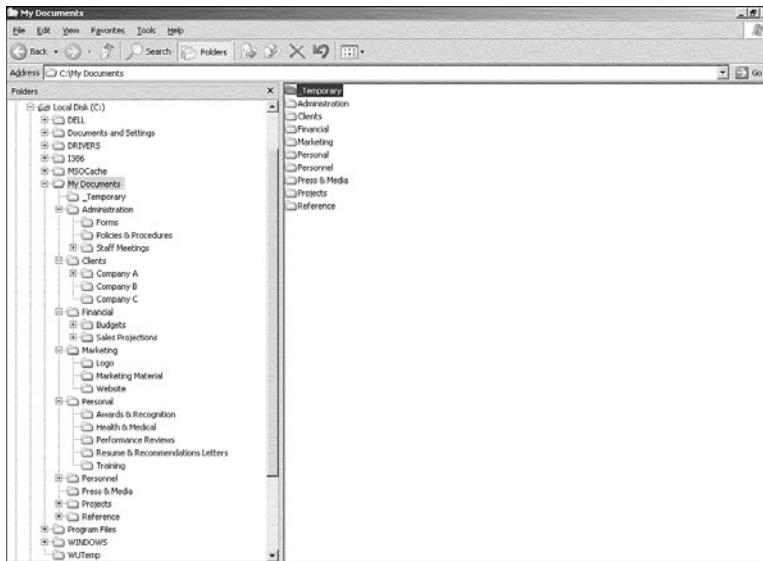 My Documents
File Edit View Favorites Tools Help
Back Search Folders
Address C:\My Documents Go
Folders
Local Disk (C:)
DELL
Documents and Settings
DRIVERS
I386
MSOCache
My Documents
_Temporary
Administration
Forms
Policies & Procedures
Staff Meetings
Clients
Company A
Company B
Company C
Financial
Budgets
Sales Projections
Marketing
Logo
Marketing Material
Website
Personal
Awards & Recognition
Health & Medical
Performance Reviews
Resume & Recommendations Letters
Training
Personnel
Press & Media
Projects
Reference
Program Files
WINDOWS
WUTemp
_Temporary
Administration
Clients
Financial
Marketing
Personal
Personnel
Press & Media
Projects
Reference